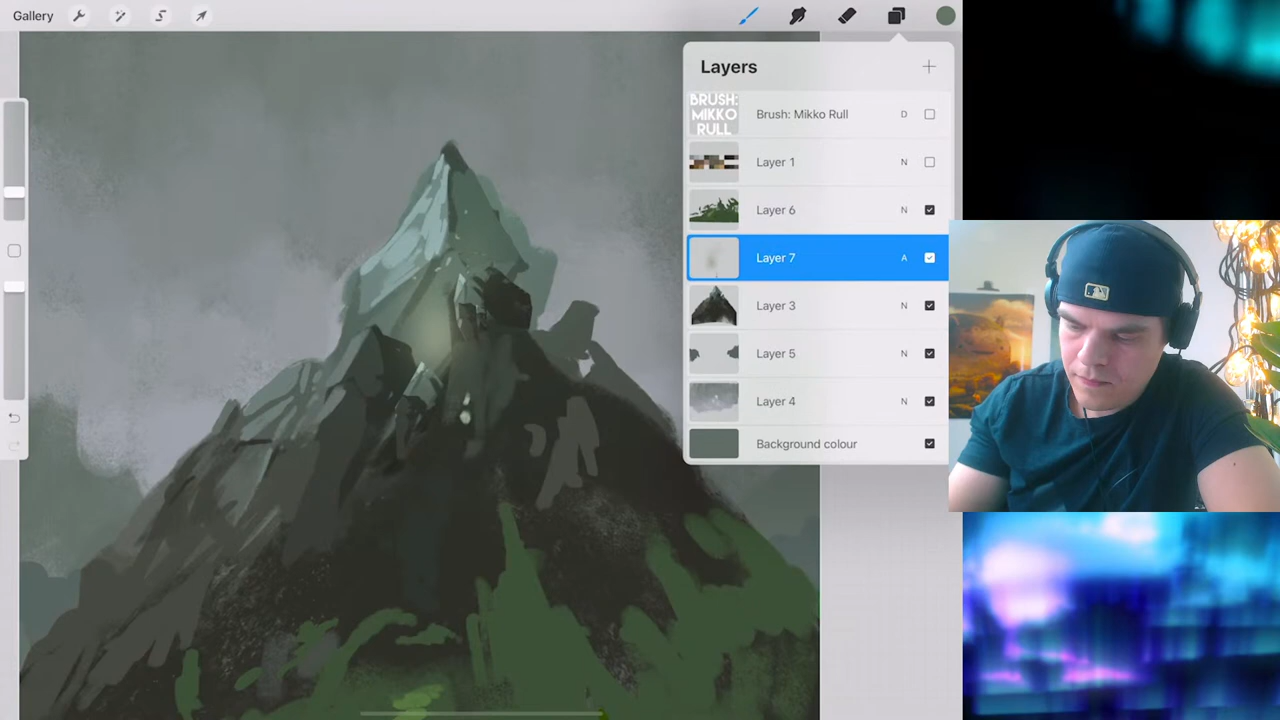 Gallery
Layers
BRUSH:
MIKKO
RULL
Brush: Mikko Rull
D
Layer 1
N
Layer 6
N
Layer 7
A
Layer 3
N
Layer 5
N
Layer 4
N
Background colour